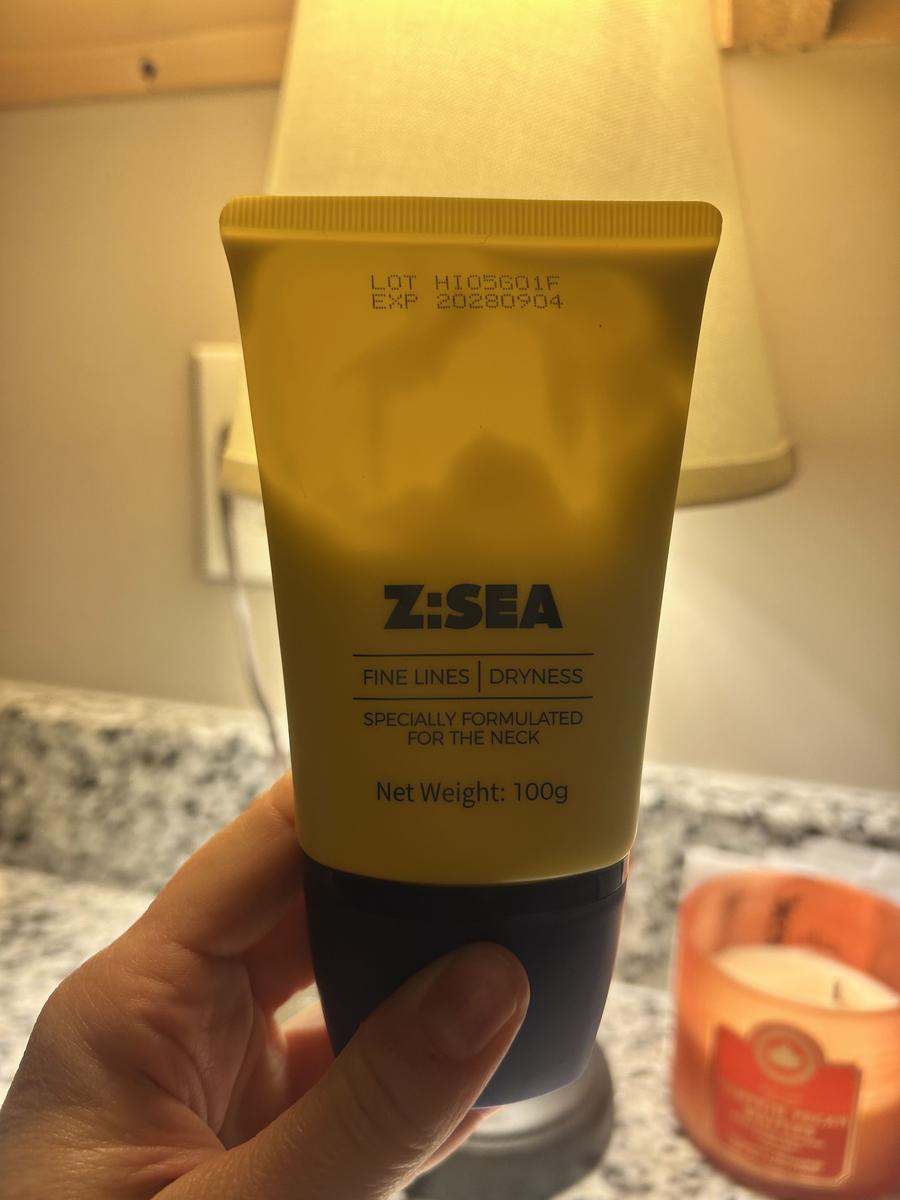 LOT HI05G01F
EXP 20280904
Z:SEA
FINE LINES | DRYNESS
SPECIALLY FORMULATED
FOR THE NECK
Net Weight: 100g